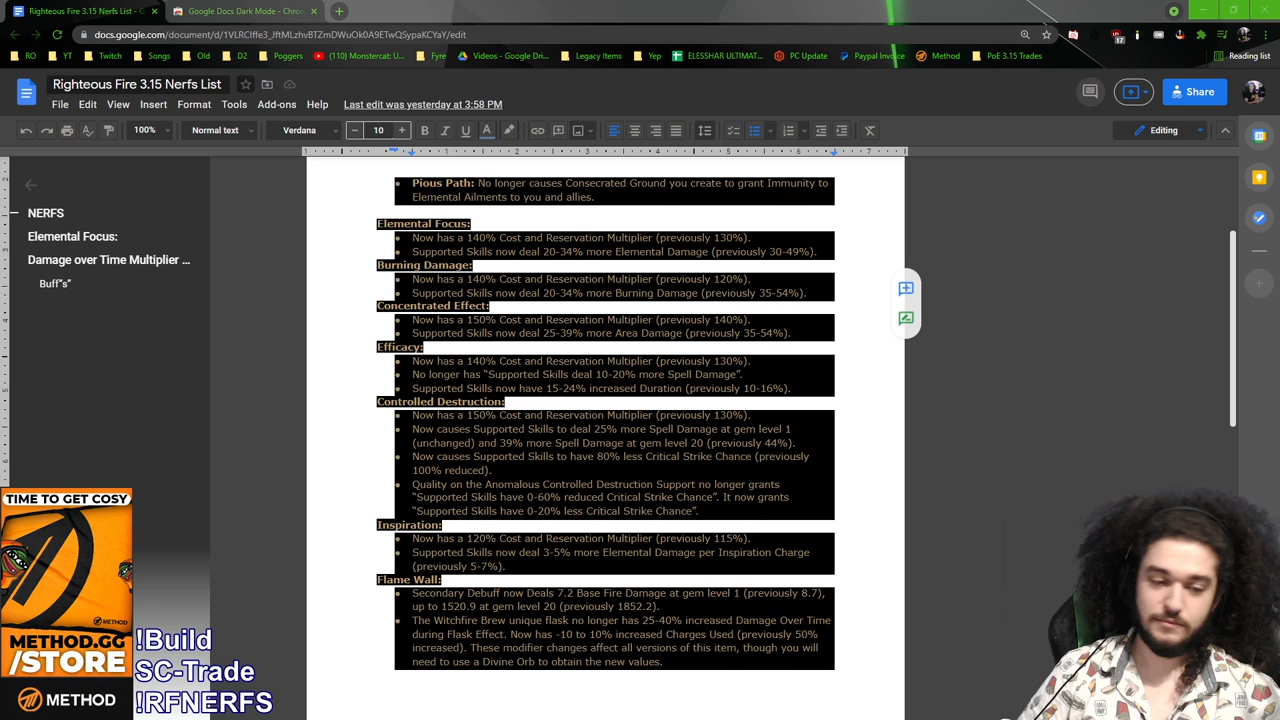 Righteous Fire 3.15 Nerfs List -
Google Docs Dark Mode - Chrom
docs.google.com/document/d/1VLRCIffe3_JftMLzhvBTZmDWuOk0A9ETwQSypaKCYaY/edit
17
RO
YT
Twitch
Songs
Old
D2
Poggers
(110) Monstercat: U...
Fyre
Videos - Google Dri...
Legacy Items
Yep
ELESSHAR ULTIMAT...
PC Update
Paypal Invoice
Method
PoE 3.15 Trades
Reading list
Righteous Fire 3.15 Nerfs List
File Edit View Insert Format Tools Add-ons Help Last edit was yesterday at 3:58 PM
Share
100% Normal text Verdana 10 B I U A Editing
1 1 2 3 4 5 6 7
NERFS
Elemental Focus:
Damage over Time Multiplier ...
Buff"s"
Pious Path: No longer causes Consecrated Ground you create to grant Immunity to
Elemental Ailments to you and allies.
Elemental Focus:
Now has a 140% Cost and Reservation Multiplier (previously 130%).
Supported Skills now deal 20-34% more Elemental Damage (previously 30-49%).
Burning Damage:
Now has a 140% Cost and Reservation Multiplier (previously 120%).
Supported Skills now deal 20-34% more Burning Damage (previously 35-54%).
Concentrated Effect:
Now has a 150% Cost and Reservation Multiplier (previously 140%).
Supported Skills now deal 25-39% more Area Damage (previously 35-54%).
Efficacy:
Now has a 140% Cost and Reservation Multiplier (previously 130%).
No longer has “Supported Skills deal 10-20% more Spell Damage”.
Supported Skills now have 15-24% increased Duration (previously 10-16%).
Controlled Destruction:
Now has a 150% Cost and Reservation Multiplier (previously 130%).
Now causes Supported Skills to deal 25% more Spell Damage at gem level 1
(unchanged) and 39% more Spell Damage at gem level 20 (previously 44%).
Now causes Supported Skills to have 80% less Critical Strike Chance (previously
100% reduced).
Quality on the Anomalous Controlled Destruction Support no longer grants
“Supported Skills have 0-60% reduced Critical Strike Chance”. It now grants
“Supported Skills have 0-20% less Critical Strike Chance”.
Inspiration:
Now has a 120% Cost and Reservation Multiplier (previously 115%).
Supported Skills now deal 3-5% more Elemental Damage per Inspiration Charge
(previously 5-7%).
Flame Wall:
Secondary Debuff now Deals 7.2 Base Fire Damage at gem level 1 (previously 8.7),
up to 1520.9 at gem level 20 (previously 1852.2).
The Witchfire Brew unique flask no longer has 25-40% increased Damage Over Time
during Flask Effect. Now has -10 to 10% increased Charges Used (previously 50%
increased). These modifier changes affect all versions of this item, though you will
need to use a Divine Orb to obtain the new values.
TIME TO GET COSY
METHOD
METHOD.GG
/STORE
METHOD
!Build
SC-Trade
!RFNERFS